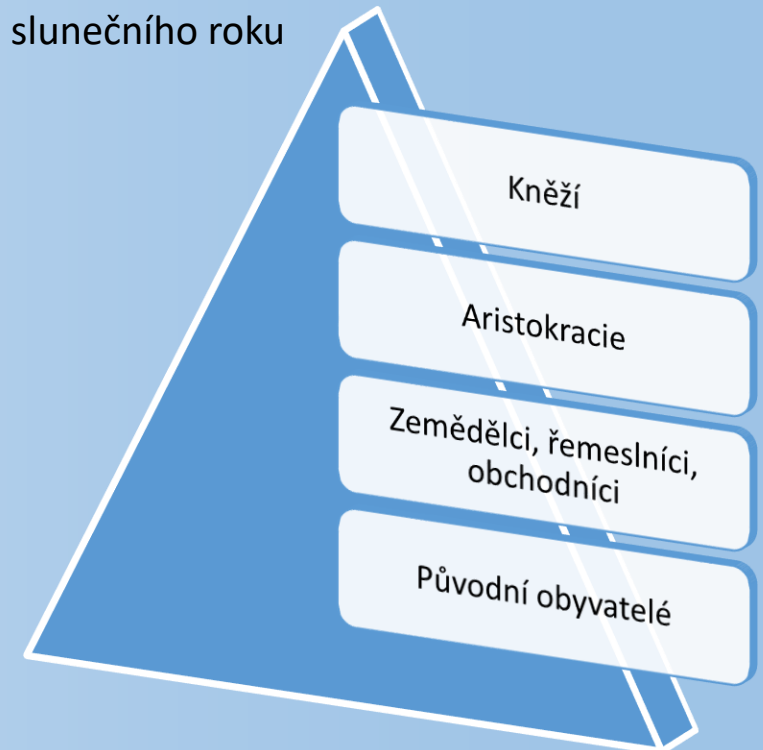 slunečního roku
Kněží
Aristokracie
Zemědělci, řemeslníci,
obchodníci
Původní obyvatelé